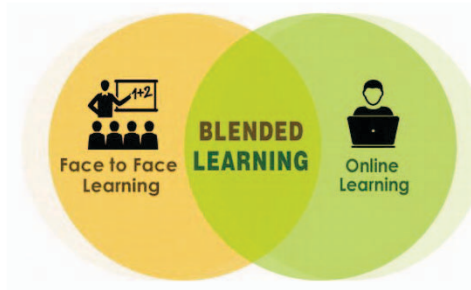 1+2
Face to Face
Learning
BLENDED
LEARNING
Online
Learning